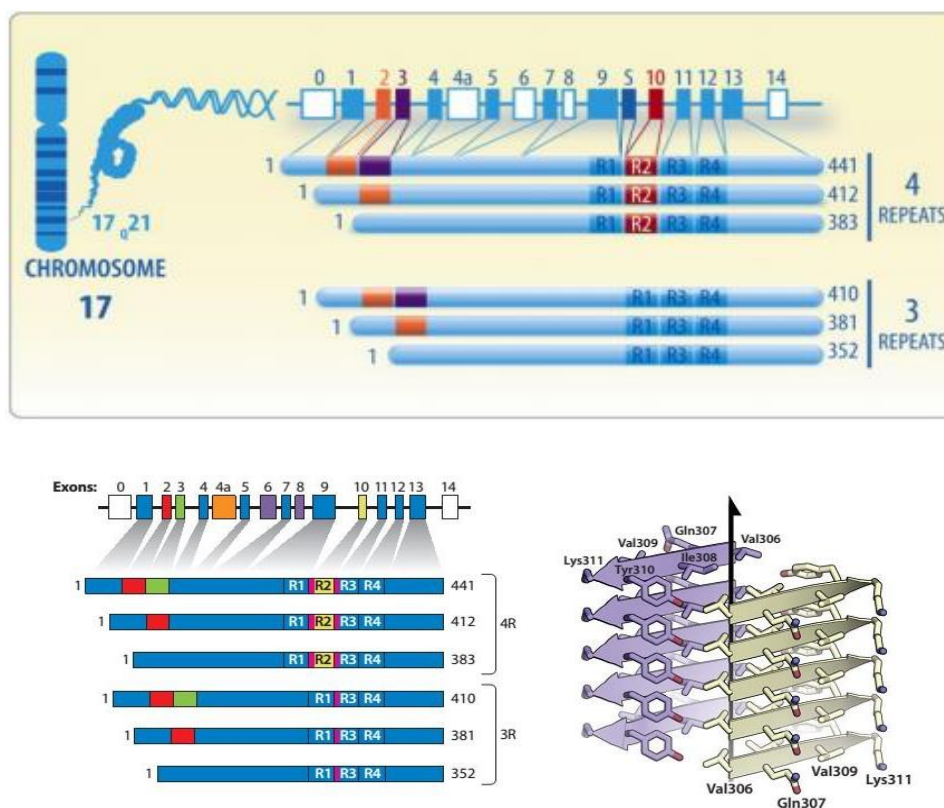 0 1 2 3 4 4a 5 6 7 8 9 S 10 11 12 13 14
1 R1 R2 R3 R4 441
1 R1 R2 R3 R4 412
1 R1 R2 R3 R4 383
4
REPEATS
17q21
CHROMOSOME
17
1 R1 R3 R4 410
1 R1 R3 R4 381
1 R1 R3 R4 352
3
REPEATS
Exons: 0 1 2 3 4 4a 5 6 7 8 9 10 11 12 13 14
1 R1 R2 R3 R4 441
1 R1 R2 R3 R4 412
1 R1 R2 R3 R4 383
4R
1 R1 R3 R4 410
1 R1 R3 R4 381
1 R1 R3 R4 352
3R
Gln307
Val309 Val306
Lys311 Ile308
Tyr310
Val306 Val309 Lys311
Gln307